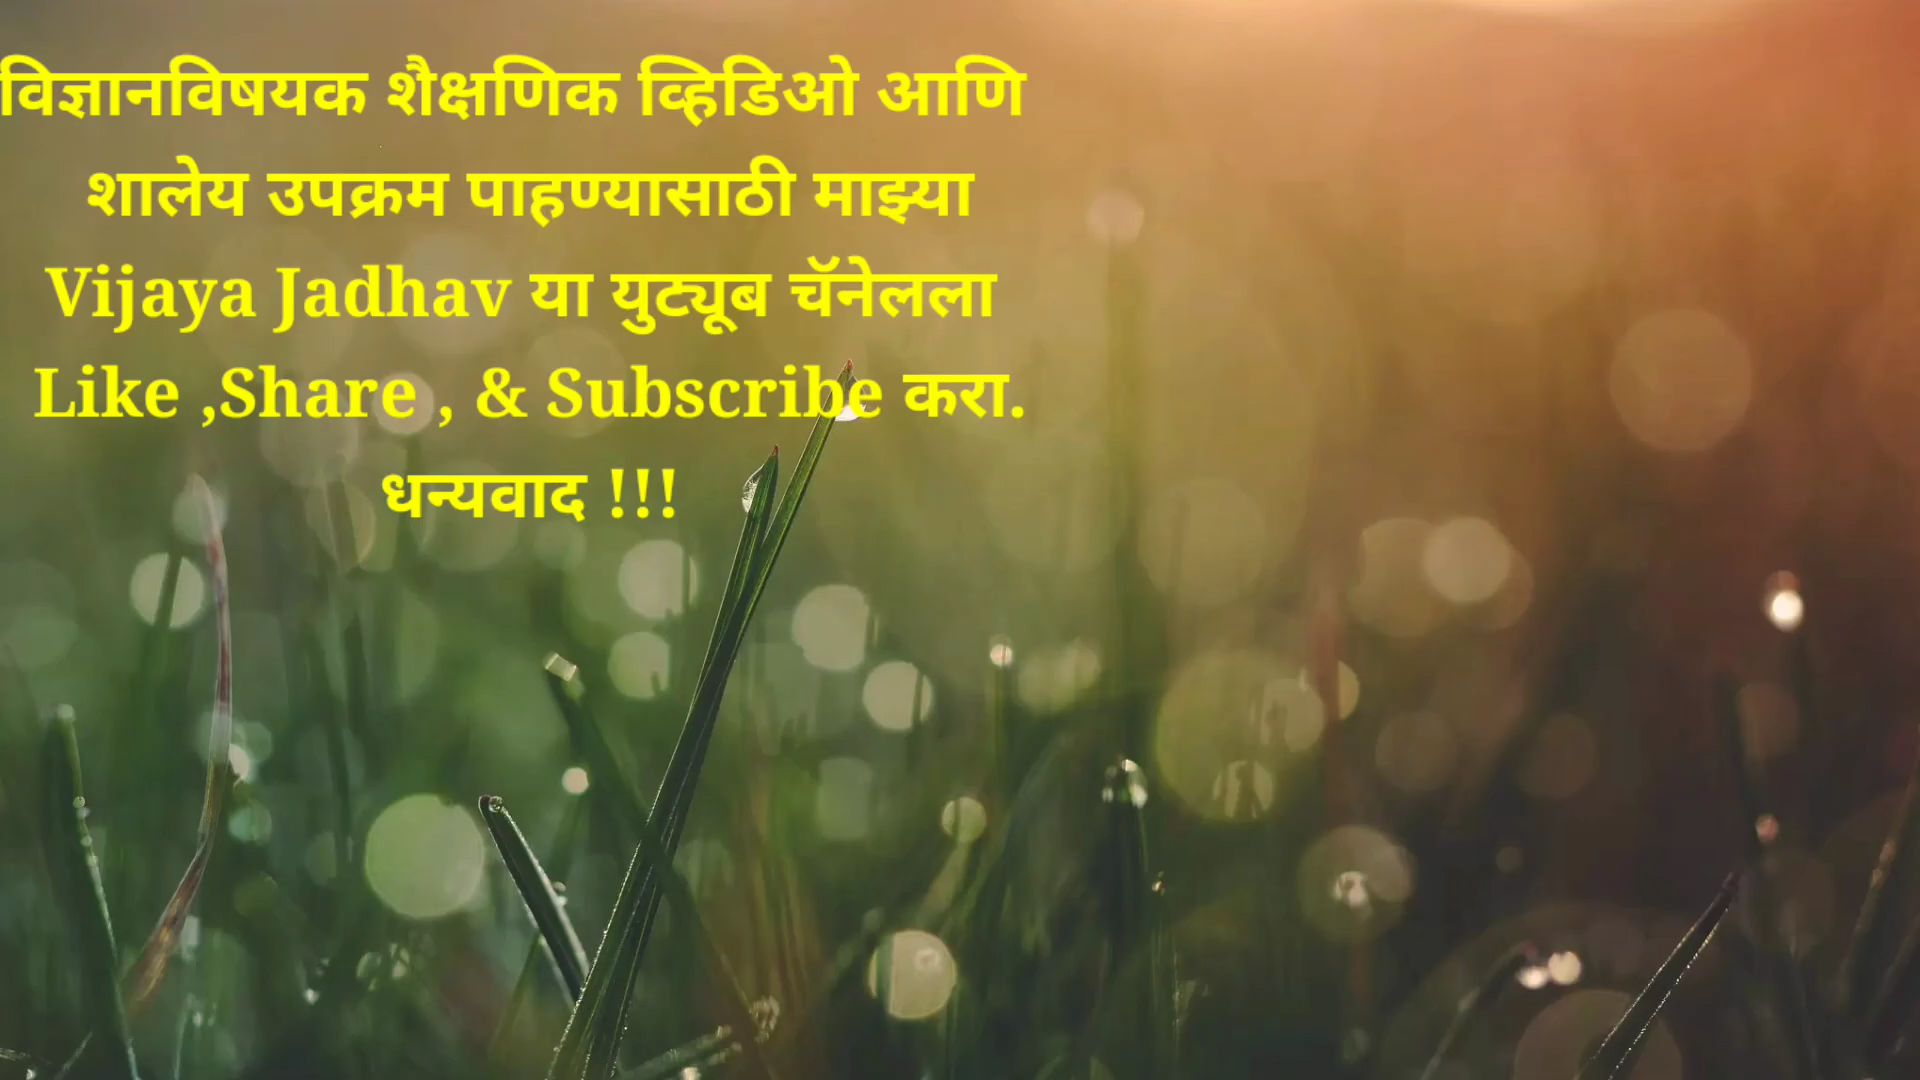 विज्ञानविषयक शैक्षणिक व्हिडिओ आणि
शालेय उपक्रम पाहण्यासाठी माझ्या
Vijaya Jadhav या युट्यूब चॅनेलला
Like ,Share , & Subscribe करा.
धन्यवाद !!!